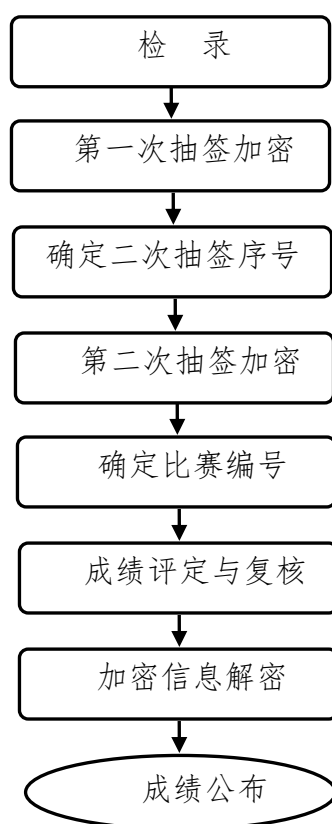 检 录
第一次抽签加密
确定二次抽签序号
第二次抽签加密
确定比赛编号
成绩评定与复核
加密信息解密
成绩公布